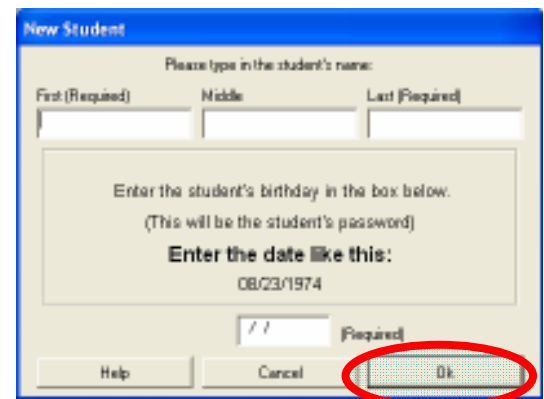 New Student
Please type in the student's name:
First (Required) Middle Last (Required)
Enter the student's birthday in the box below.
(This will be the student's password)
Enter the date like this:
08/23/1974
/ / (Required)
Help Cancel Ok